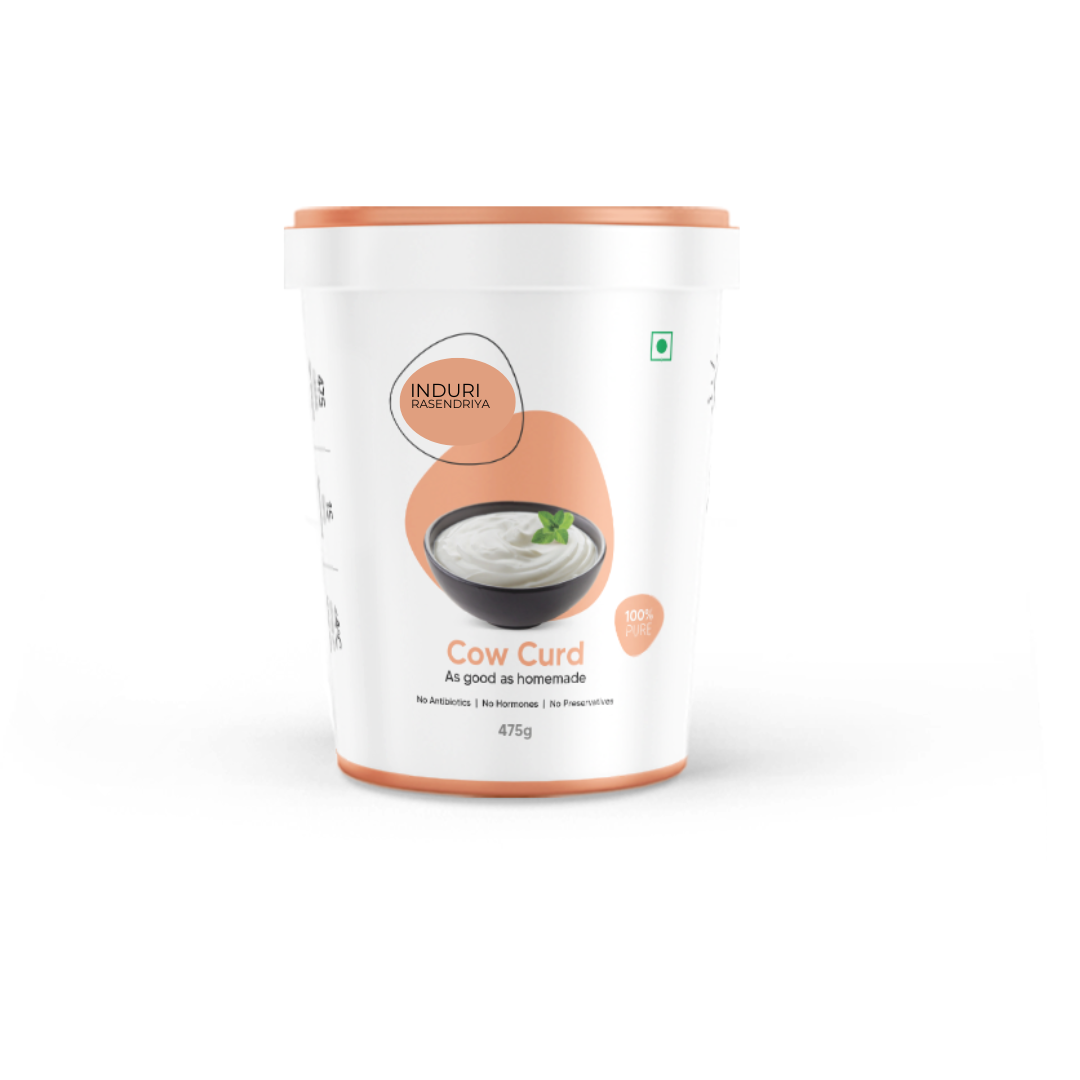 INDURI
RASENDRIYA
100%
PURE
Cow Curd
As good as homemade
No Antibiotics | No Hormones | No Preservatives
475g